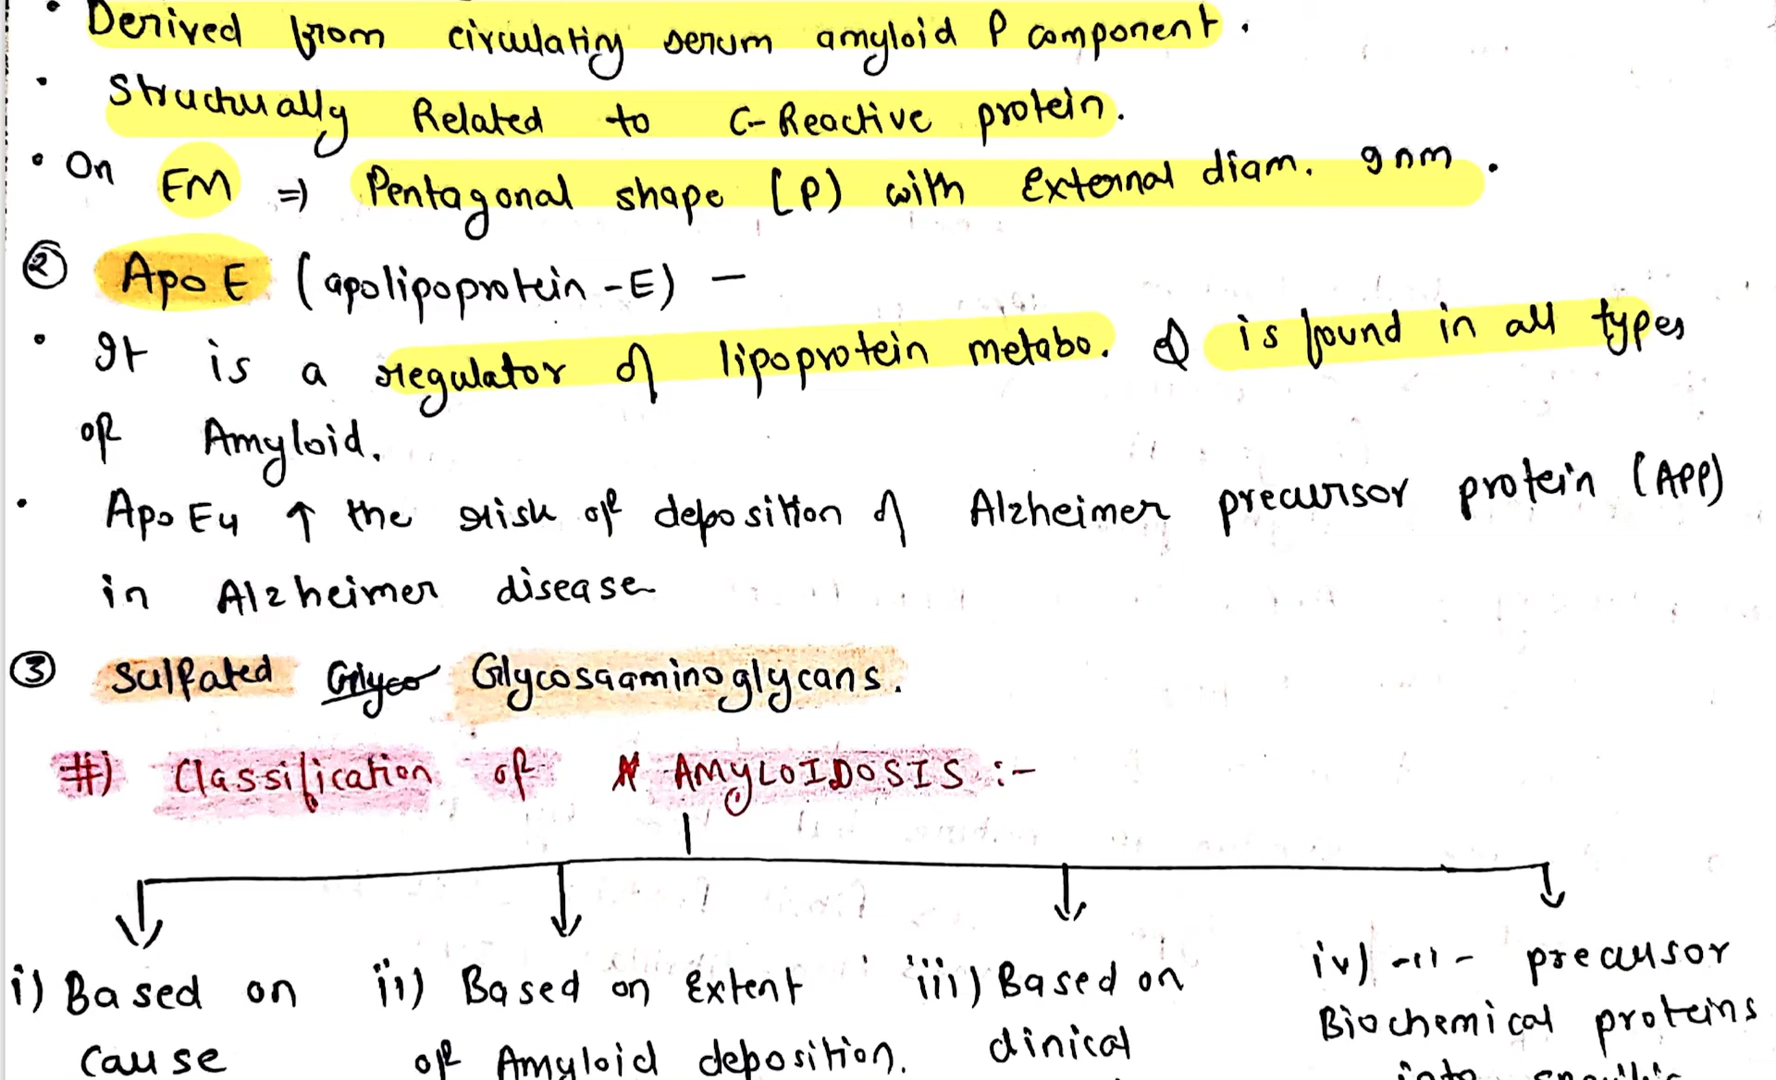 • Derived from circulating serum amyloid P component.
• Structually Related to C-Reactive protein.
• On EM ⇒ Pentagonal shape [P) with External diam. 9nm.
② Apo E (apolipoprotein-E) –
• It is a regulator of lipoprotein metabo. & is found in all types
of Amyloid.
• Apo E4 ↑ the risk of deposition of Alzheimer precursor protein (APP)
in Alzheimer disease
③ Sulfated Glyco Glycosaaminoglycans.
#) Classification of A AMYLOIDOSIS :-
i) Based on ii) Based on Extent iii) Based on iv) -11- precursor
cause of Amyloid deposition. clinical Biochemical proteins
into